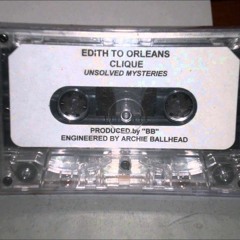 EDITH TO ORLEANS
CLIQUE
UNSOLVED MYSTERIES
PRODUCED by "BB"
ENGINEERED BY ARCHIE BALLHEAD